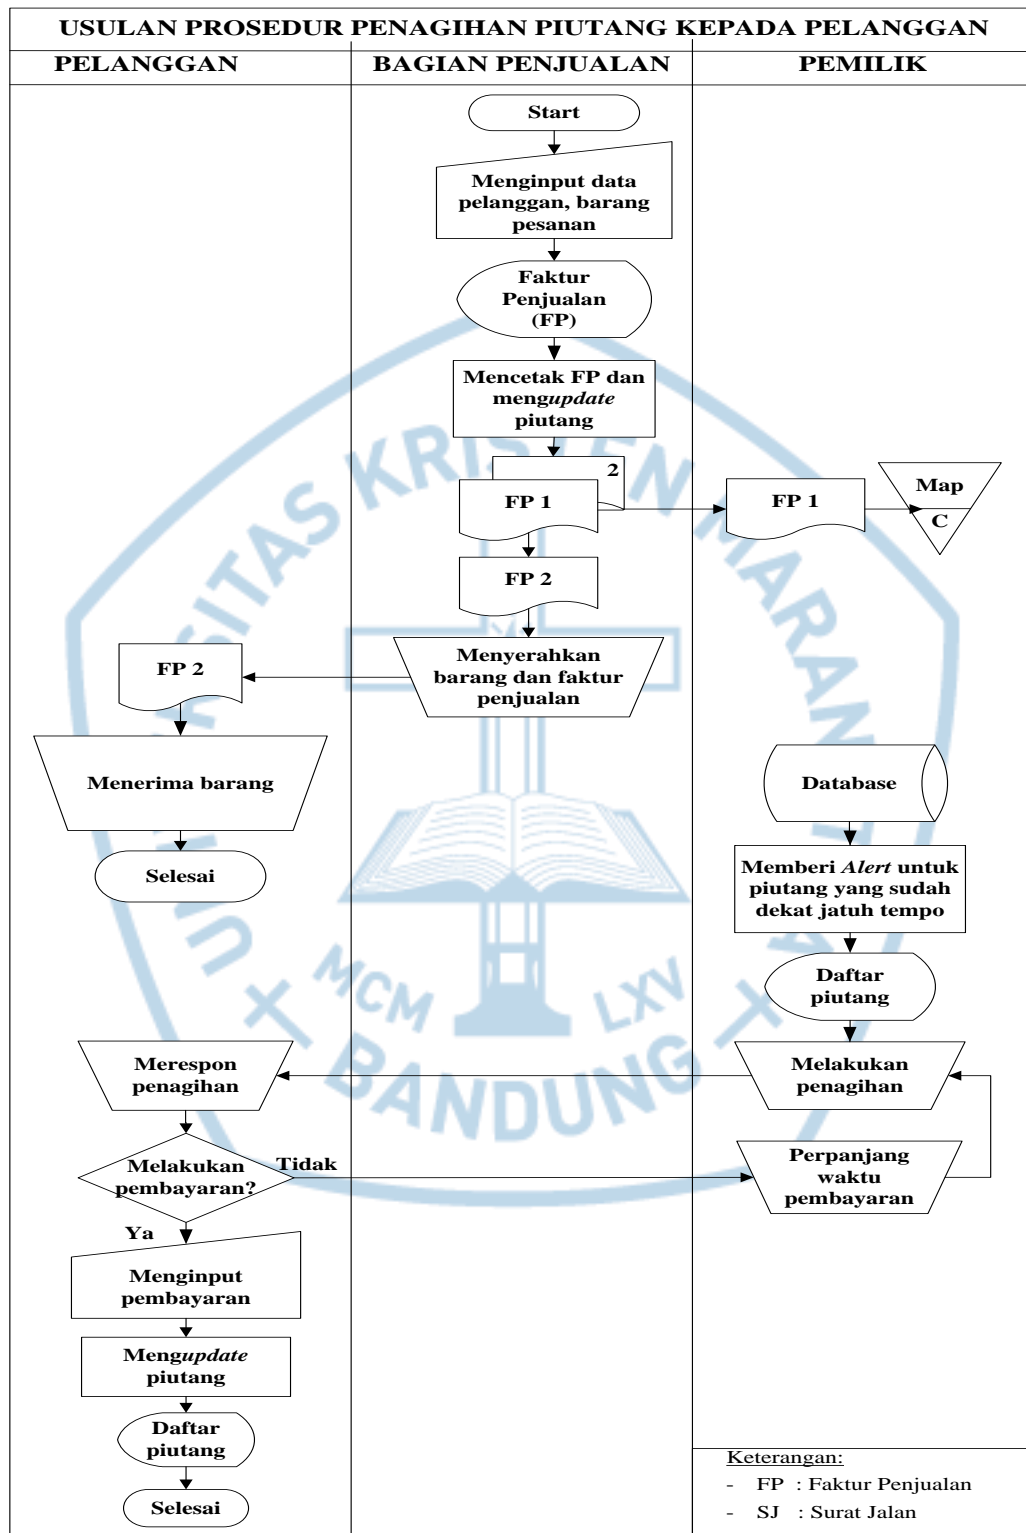 USULAN PROSEDUR PENAGIHAN PIUTANG KEPADA PELANGGAN
PELANGGAN
BAGIAN PENJUALAN
PEMILIK
Start
Menginput data
pelanggan, barang
pesanan
Faktur
Penjualan
(FP)
Mencetak FP dan
mengupdate
piutang
2
FP 1
FP 1
Map
C
FP 2
Menyerahkan
barang dan faktur
penjualan
FP 2
Menerima barang
Selesai
Database
Memberi Alert untuk
piutang yang sudah
dekat jatuh tempo
Daftar
piutang
Melakukan
penagihan
Merespon
penagihan
Melakukan
pembayaran?
Tidak
Perpanjang
waktu
pembayaran
Ya
Menginput
pembayaran
Mengupdate
piutang
Daftar
piutang
Selesai
Keterangan:
- FP : Faktur Penjualan
- SJ : Surat Jalan
UNIVERSITAS KRISTEN MARANATHA
MCM LXV
BANDUNG